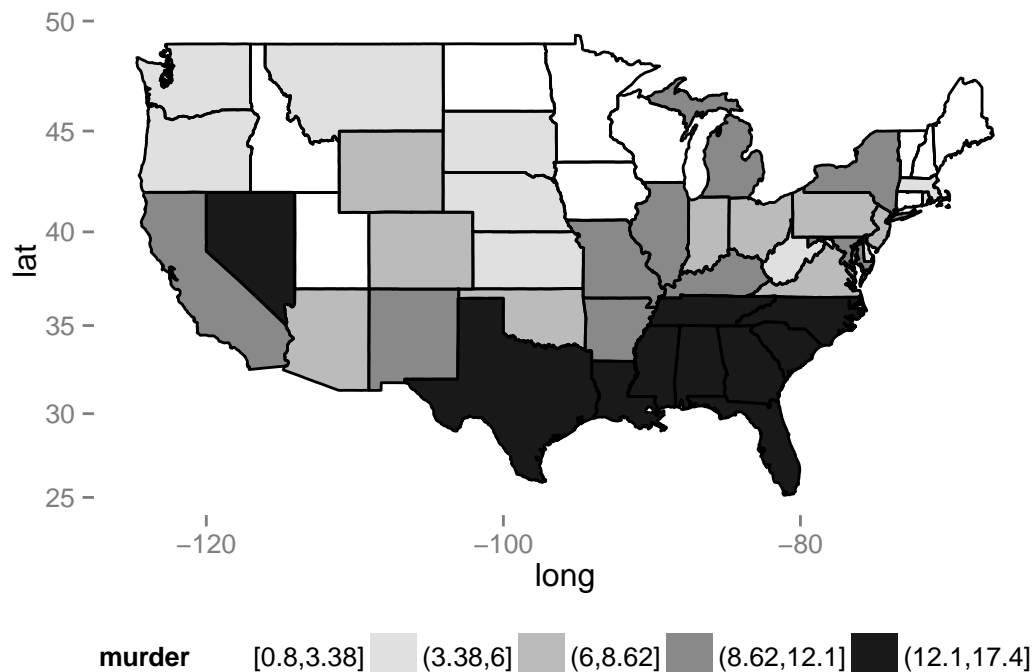 50
45
40
35
30
25
lat
−120 −100 −80
long
murder [0.8,3.38] (3.38,6] (6,8.62] (8.62,12.1] (12.1,17.4]